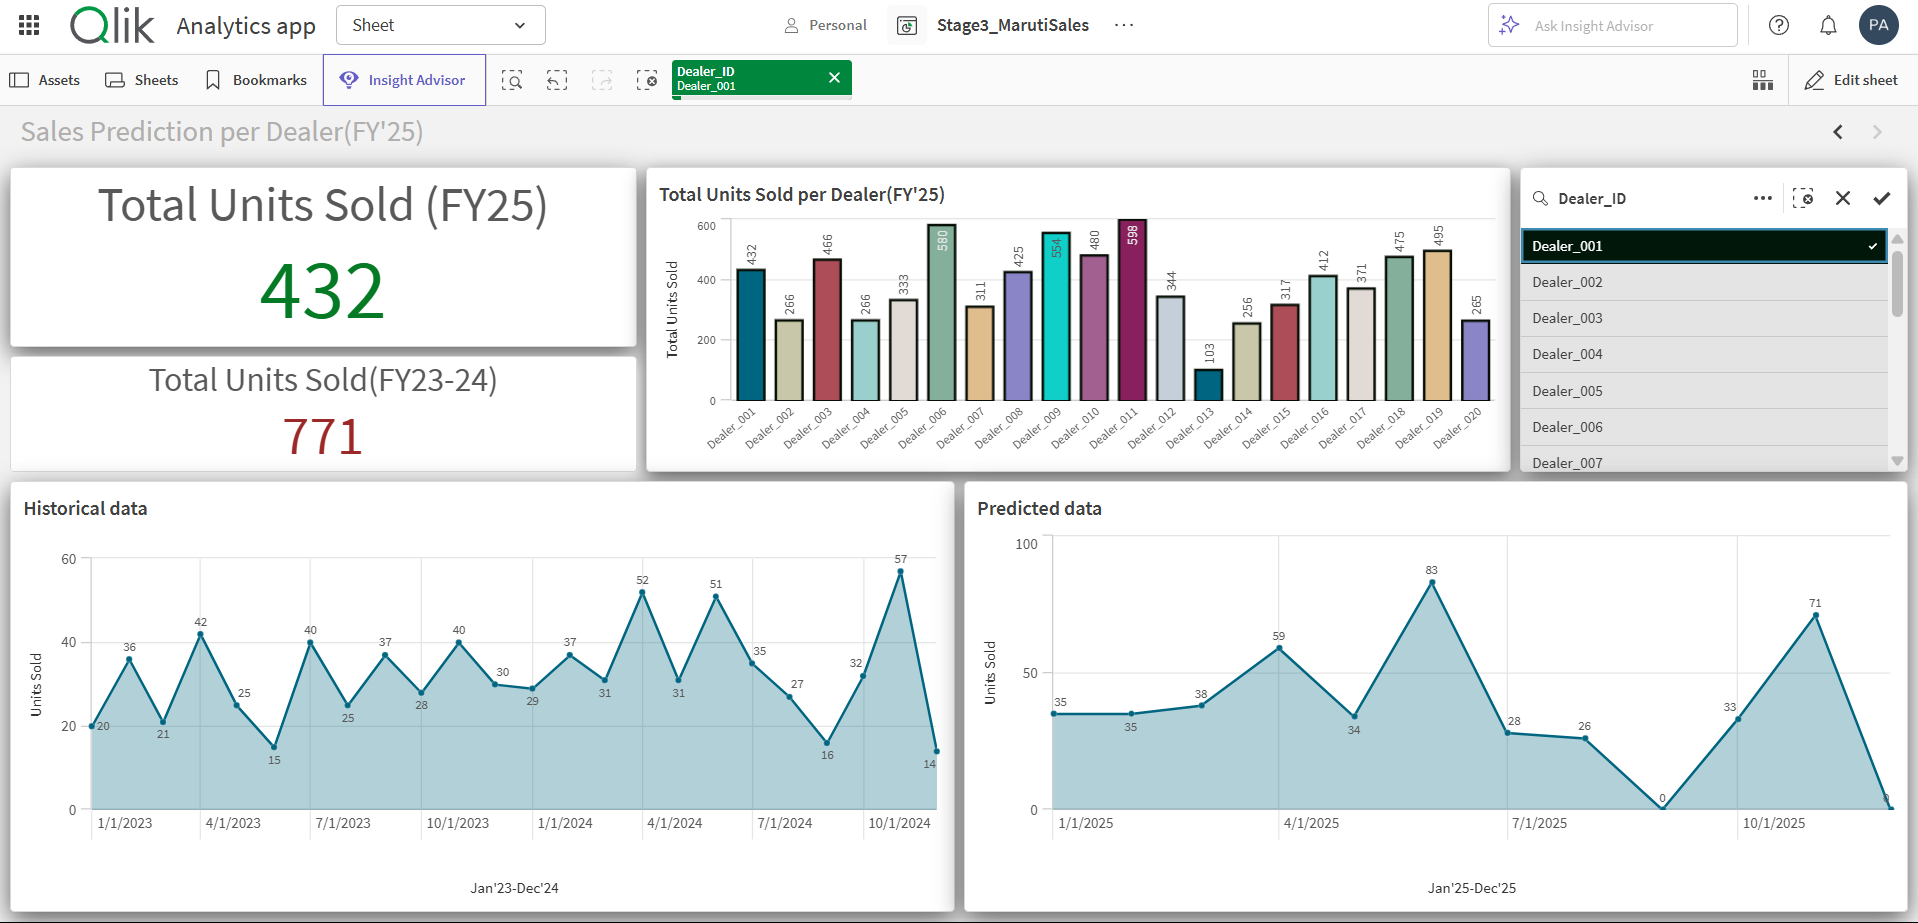 Qlik
Analytics app
Sheet
Personal
Stage3_MarutiSales
...
Ask Insight Advisor
PA
Assets
Sheets
Bookmarks
Insight Advisor
Dealer_ID
Dealer_001
Edit sheet
Sales Prediction per Dealer(FY'25)
Total Units Sold (FY25)
432
Total Units Sold(FY23-24)
771
Total Units Sold per Dealer(FY'25)
Total Units Sold
600
400
200
0
432
266
466
266
333
580
311
425
554
480
598
344
103
256
317
412
371
475
495
265
Dealer_001
Dealer_002
Dealer_003
Dealer_004
Dealer_005
Dealer_006
Dealer_007
Dealer_008
Dealer_009
Dealer_010
Dealer_011
Dealer_012
Dealer_013
Dealer_014
Dealer_015
Dealer_016
Dealer_017
Dealer_018
Dealer_019
Dealer_020
Dealer_ID
Dealer_001
Dealer_002
Dealer_003
Dealer_004
Dealer_005
Dealer_006
Dealer_007
Historical data
Units Sold
60
40
20
0
20
36
21
42
25
15
40
25
37
28
40
30
29
37
31
52
31
51
35
27
16
32
57
14
1/1/2023
4/1/2023
7/1/2023
10/1/2023
1/1/2024
4/1/2024
7/1/2024
10/1/2024
Jan'23-Dec'24
Predicted data
Units Sold
100
50
0
35
35
38
59
34
83
28
26
0
33
71
0
1/1/2025
4/1/2025
7/1/2025
10/1/2025
Jan'25-Dec'25